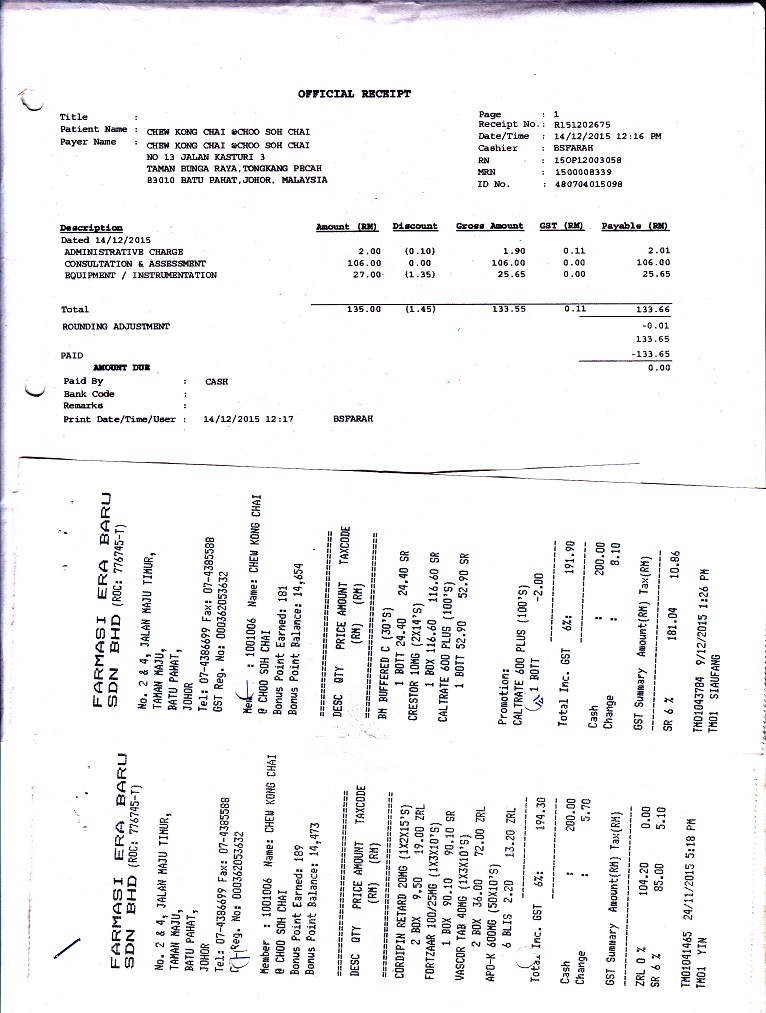 OFFICIAL RECEIPT
Title :
Patient Name : CHEW KONG CHAI @CHOO SOH CHAI
Payer Name : CHEW KONG CHAI @CHOO SOH CHAI
NO 13 JALAN KASTURI 3
TAMAN BUNGA RAYA,TONGKANG PECAH
83010 BATU PAHAT,JOHOR, MALAYSIA
Page : 1
Receipt No.: R151202675
Date/Time : 14/12/2015 12:16 PM
Cashier : BSFARAH
RN : 15OP12003058
MRN : 1500008339
ID No. : 480704015098
Description Amount (RM) Discount Gross Amount GST (RM) Payable (RM)
Dated 14/12/2015
ADMINISTRATIVE CHARGE 2.00 (0.10) 1.90 0.11 2.01
CONSULTATION & ASSESSMENT 106.00 0.00 106.00 0.00 106.00
EQUIPMENT / INSTRUMENTATION 27.00 (1.35) 25.65 0.00 25.65
Total 135.00 (1.45) 133.55 0.11 133.66
ROUNDING ADJUSTMENT -0.01
133.65
PAID -133.65
AMOUNT DUE 0.00
Paid By : CASH
Bank Code :
Remarks :
Print Date/Time/User : 14/12/2015 12:17 BSFARAH
FARMASI ERA BARU
SDN BHD (ROC: 776745-T)
No. 2 & 4, JALAN MAJU TIMUR,
TAMAN MAJU,
BATU PAHAT,
JOHOR
Tel: 07-4386699 Fax: 07-4385588
GST Reg. No: 000362053632
Member : 1001006 Name: CHEW KONG CHAI
@ CHOO SOH CHAI
Bonus Point Earned: 181
Bonus Point Balance: 14,654
DESC QTY PRICE AMOUNT TAXCODE
(RM) (RM)
BM BUFFERED C (30'S)
1 BOTT 24.40 24.40 SR
CRESTOR 10MG (2X14'S)
1 BOX 116.60 116.60 SR
CALTRATE 600 PLUS (100'S)
1 BOTT 52.90 52.90 SR
Promotion:
CALTRATE 600 PLUS (100'S)
1 BOTT -2.00
Total Inc. GST 6%: 191.90
Cash : 200.00
Change : 8.10
GST Summary Amount(RM) Tax(RM)
SR 6 % 181.04 10.86
TM01043784 9/12/2015 1:26 PM
TM01 SIAUFANG
FARMASI ERA BARU
SDN BHD (ROC: 776745-T)
No. 2 & 4, JALAN MAJU TIMUR,
TAMAN MAJU,
BATU PAHAT,
JOHOR
Tel: 07-4386699 Fax: 07-4385588
Reg. No: 000362053632
Member : 1001006 Name: CHEW KONG CHAI
@ CHOO SOH CHAI
Bonus Point Earned: 189
Bonus Point Balance: 14,473
DESC QTY PRICE AMOUNT TAXCODE
(RM) (RM)
CORDIPIN RETARD 20MG (1X2X15'S)
2 BOX 9.50 19.00 ZRL
FORTZAAR 100/25MG (1X3X10'S)
1 BOX 90.10 90.10 SR
VASCOR TAB 40MG (1X3X10'S)
2 BOX 36.00 72.00 ZRL
APO-K 600MG (50X10'S)
6 BLIS 2.20 13.20 ZRL
Total Inc. GST 6%: 194.30
Cash : 200.00
Change : 5.70
GST Summary Amount(RM) Tax(RM)
ZRL 0 % 104.20 0.00
SR 6 % 85.00 5.10
TM01041465 24/11/2015 5:18 PM
TM01 YIN